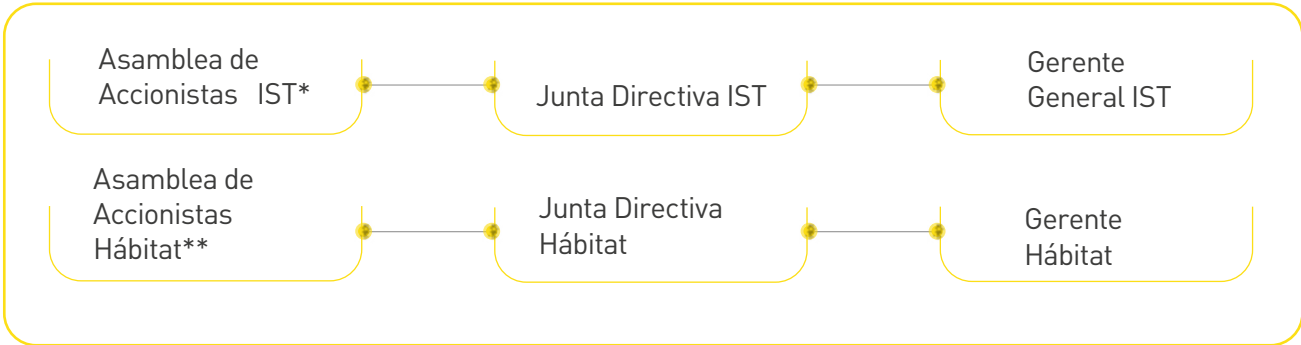 Asamblea de
Accionistas IST*
Junta Directiva IST
Gerente
General IST
Asamblea de
Accionistas
Hábitat**
Junta Directiva
Hábitat
Gerente
Hábitat